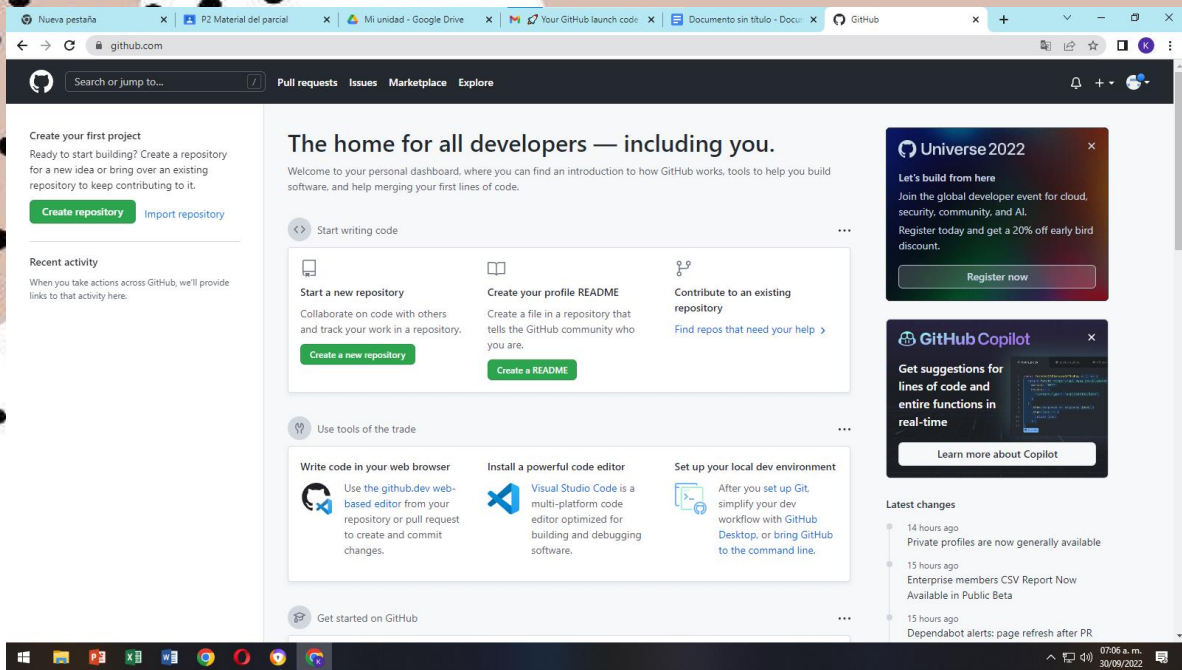 Nueva pestaña
P2 Material del parcial
Mi unidad - Google Drive
Your GitHub launch code
Documento sin título - Docu
GitHub
github.com
K
Search or jump to...
/
Pull requests Issues Marketplace Explore
Create your first project
Ready to start building? Create a repository
for a new idea or bring over an existing
repository to keep contributing to it.
Create repository
Import repository
Recent activity
When you take actions across GitHub, we'll provide
links to that activity here.
The home for all developers — including you.
Welcome to your personal dashboard, where you can find an introduction to how GitHub works, tools to help you build
software, and help merging your first lines of code.
Start writing code
Start a new repository
Collaborate on code with others
and track your work in a repository.
Create a new repository
Create your profile README
Create a file in a repository that
tells the GitHub community who
you are.
Create a README
Contribute to an existing
repository
Find repos that need your help
Use tools of the trade
Write code in your web browser
Use the github.dev web-
based editor from your
repository or pull request
to create and commit
changes.
Install a powerful code editor
Visual Studio Code is a
multi-platform code
editor optimized for
building and debugging
software.
Set up your local dev environment
After you set up Git,
simplify your dev
workflow with GitHub
Desktop, or bring GitHub
to the command line.
Get started on GitHub
Universe 2022
Let's build from here
Join the global developer event for cloud,
security, community, and AI.
Register today and get a 20% off early bird
discount.
Register now
GitHub Copilot
Get suggestions for
lines of code and
entire functions in
real-time
Learn more about Copilot
Latest changes
14 hours ago
Private profiles are now generally available
15 hours ago
Enterprise members CSV Report Now
Available in Public Beta
15 hours ago
Dependabot alerts: page refresh after PR
07:06 a. m.
30/09/2022